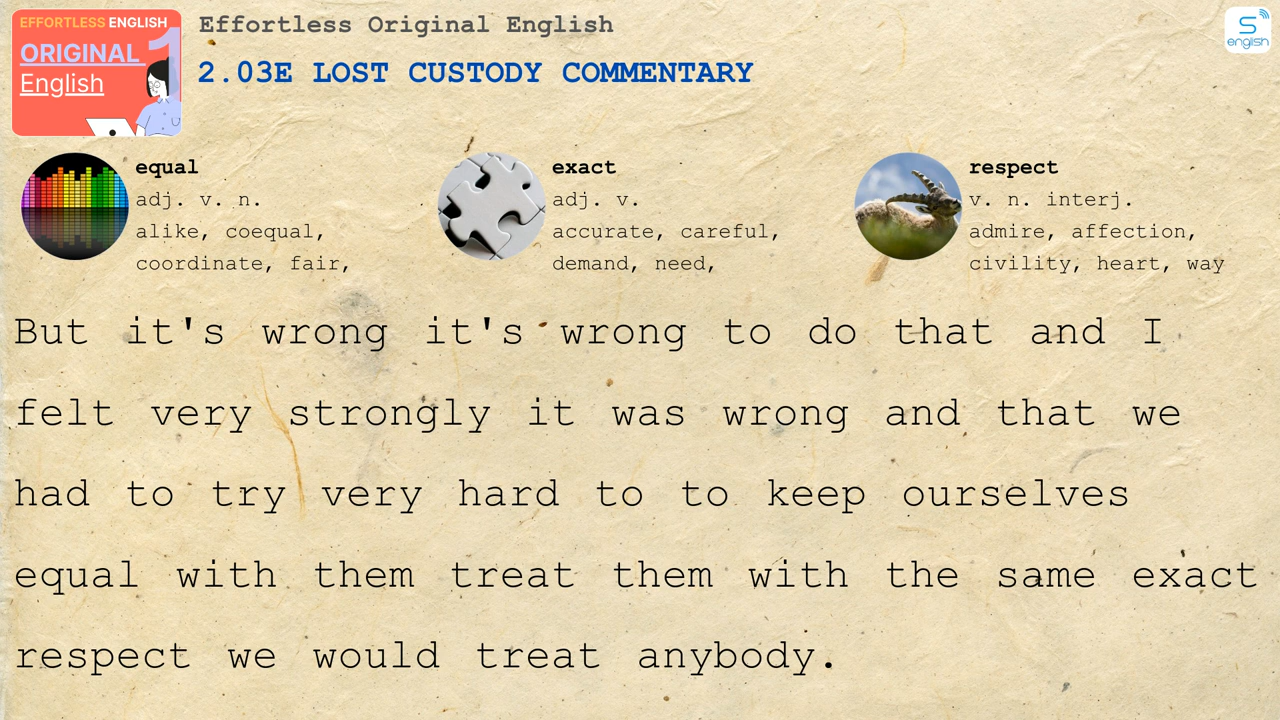 EFFORTLESS ENGLISH
ORIGINAL 1
English
Effortless Original English
2.03E LOST CUSTODY COMMENTARY
S
english
equal
adj. v. n.
alike, coequal,
coordinate, fair,
exact
adj. v.
accurate, careful,
demand, need,
respect
v. n. interj.
admire, affection,
civility, heart, way
But it's wrong it's wrong to do that and I
felt very strongly it was wrong and that we
had to try very hard to to keep ourselves
equal with them treat them with the same exact
respect we would treat anybody.